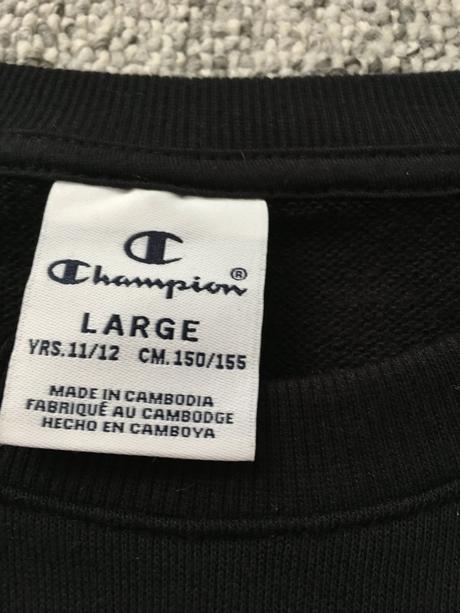 Champion®
LARGE
YRS.11/12 CM.150/155
MADE IN CAMBODIA
FABRIQUÉ AU CAMBODGE
HECHO EN CAMBOYA